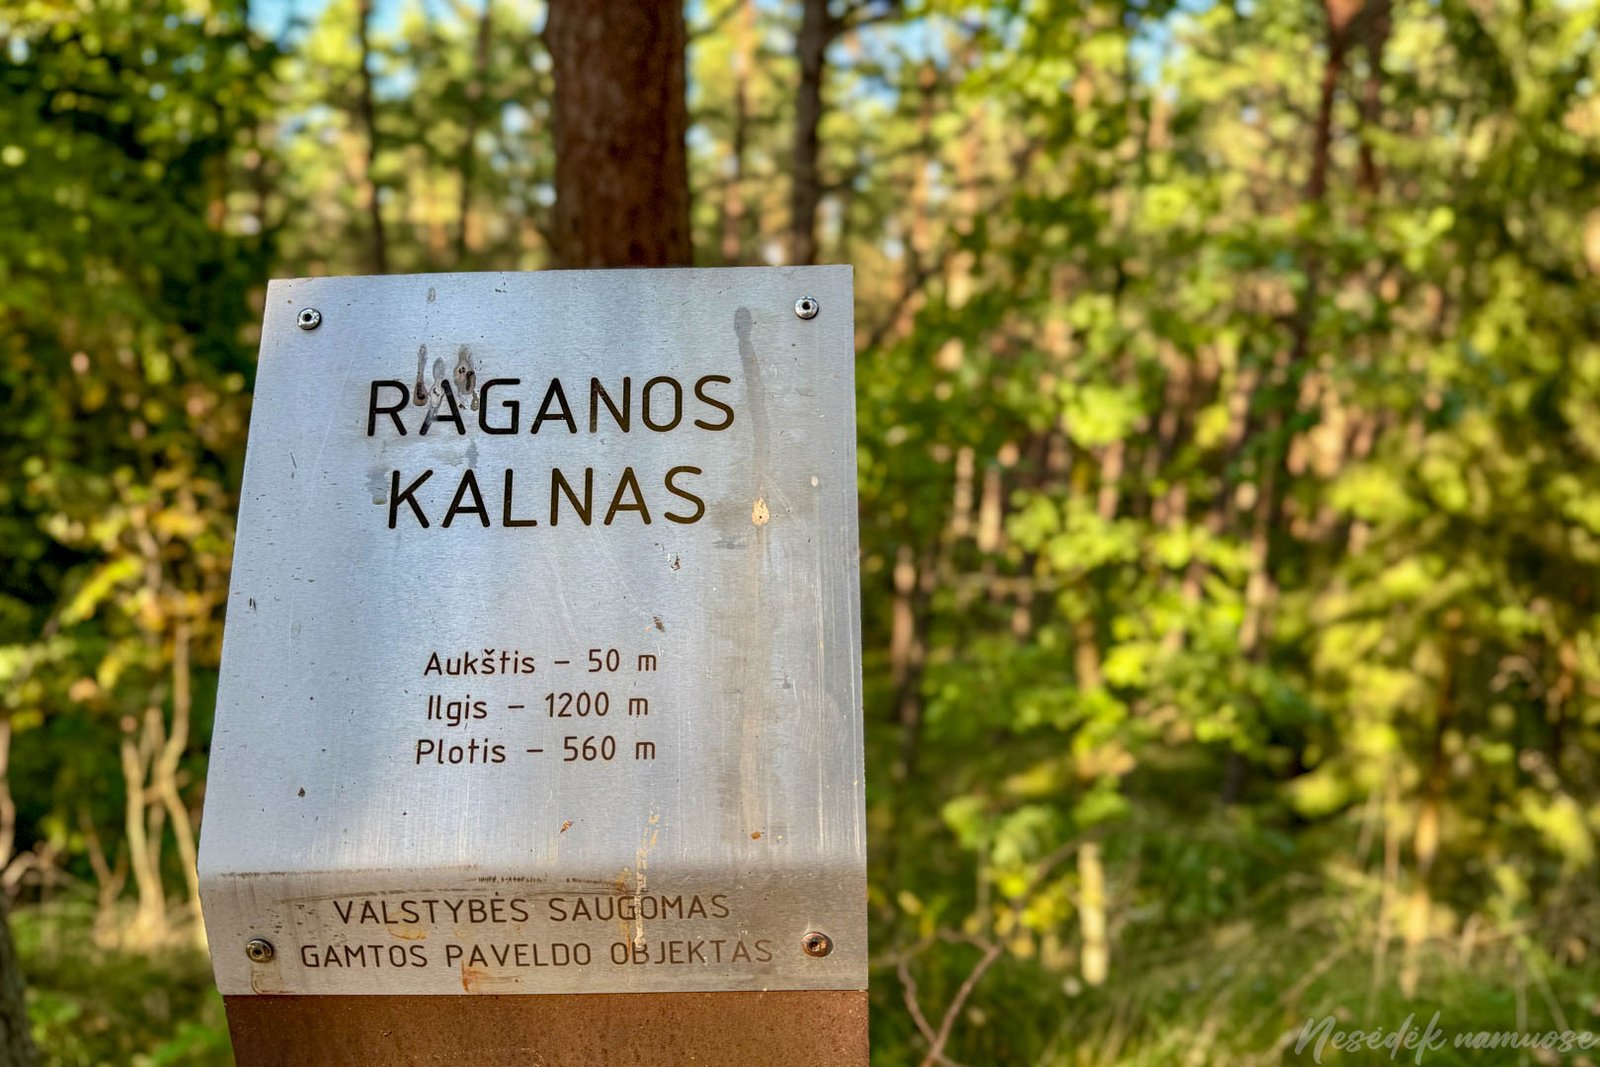 RAGANOS
KALNAS
Aukštis – 50 m
Ilgis – 1200 m
Plotis – 560 m
VALSTYBĖS SAUGOMAS
GAMTOS PAVELDO OBJEKTAS
Nesėdėk namuose